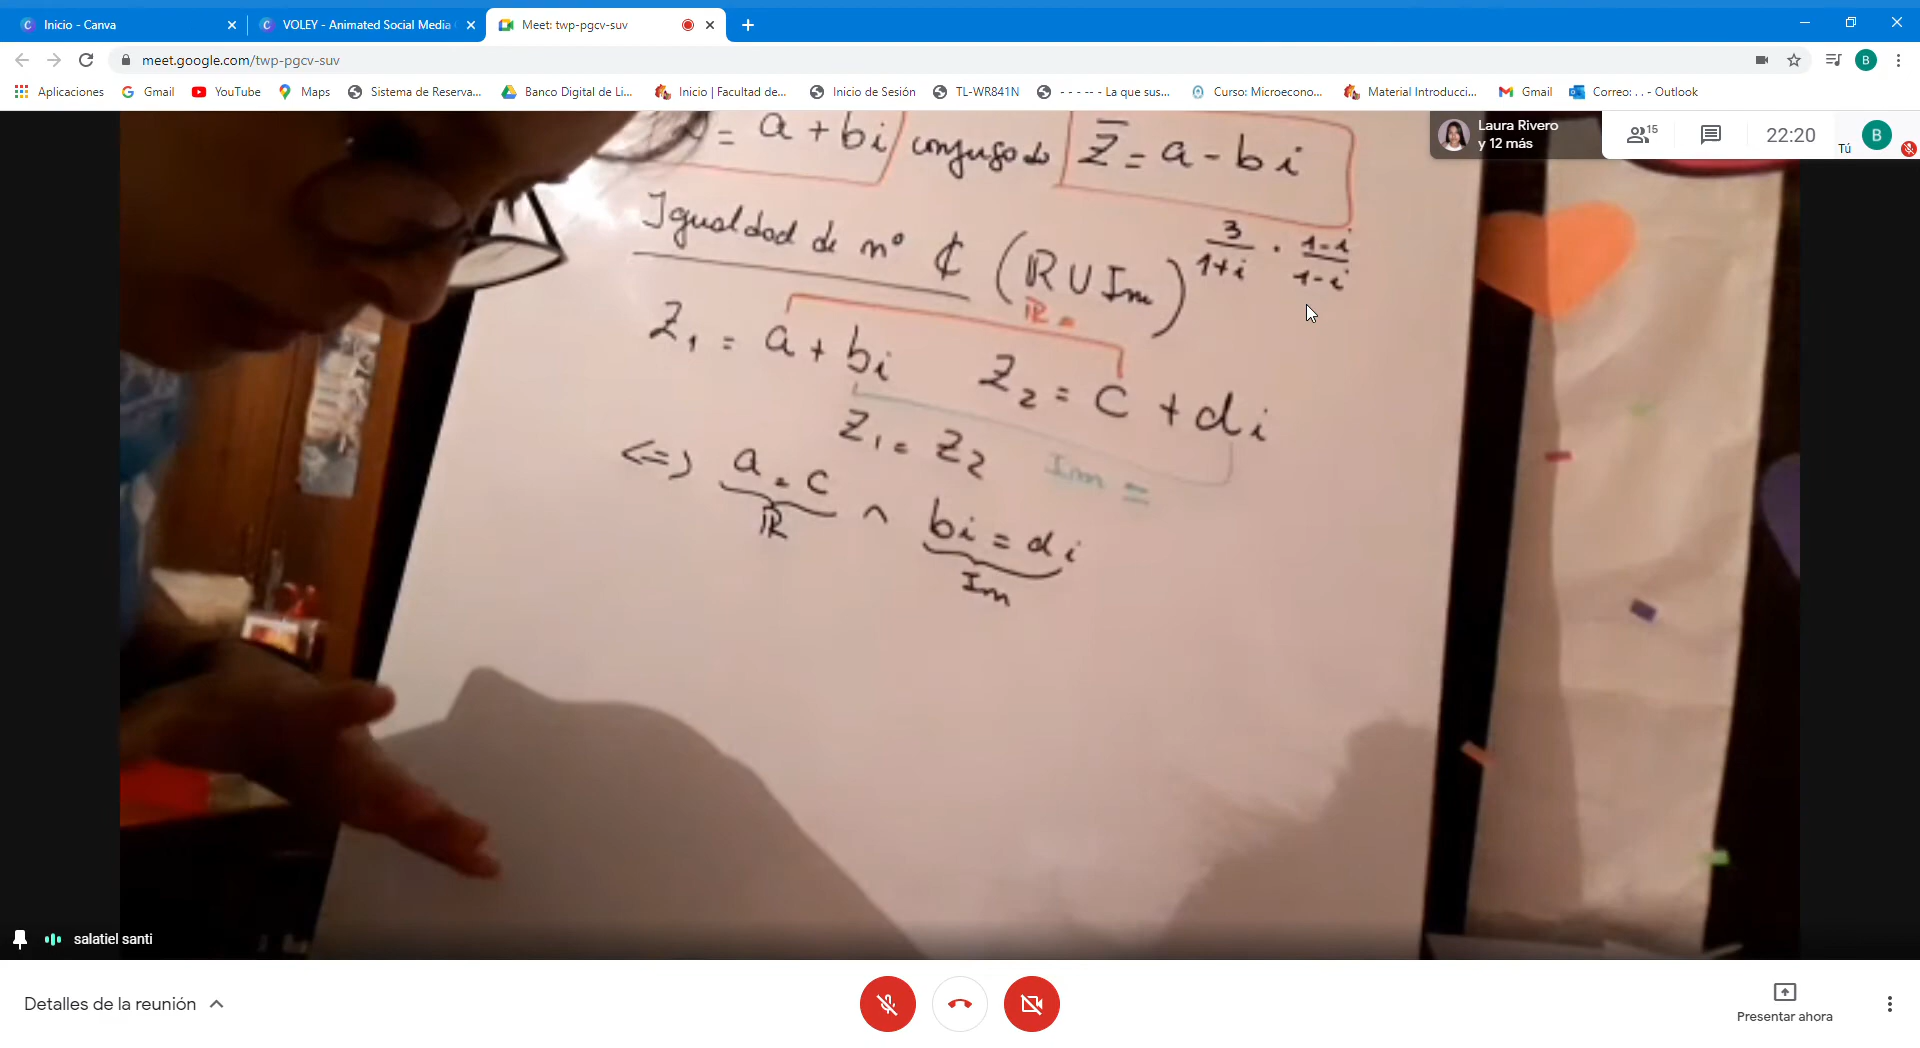 Inicio - Canva
VOLEY - Animated Social Media
Meet: twp-pgcv-suv
meet.google.com/twp-pgcv-suv
B
Aplicaciones
Gmail
YouTube
Maps
Sistema de Reserva...
Banco Digital de Li...
Inicio | Facultad de...
Inicio de Sesión
TL-WR841N
- - - -- - La que sus...
Curso: Microecono...
Material Introducci...
Gmail
Correo: . . - Outlook
Laura Rivero
y 12 más
15
22:20
Tú
B
= a + bi conjugado z̅ = a - bi
Igualdad de nº ₵ (ℝ U Im)
3/1+i · 1-i/1-i
ℝ =
Z₁ = a + bi Z₂ = c + di
Z₁ = Z₂ Im =
<=> a = c ^ bi = di
ℝ
Im
salatiel santi
Detalles de la reunión
Presentar ahora